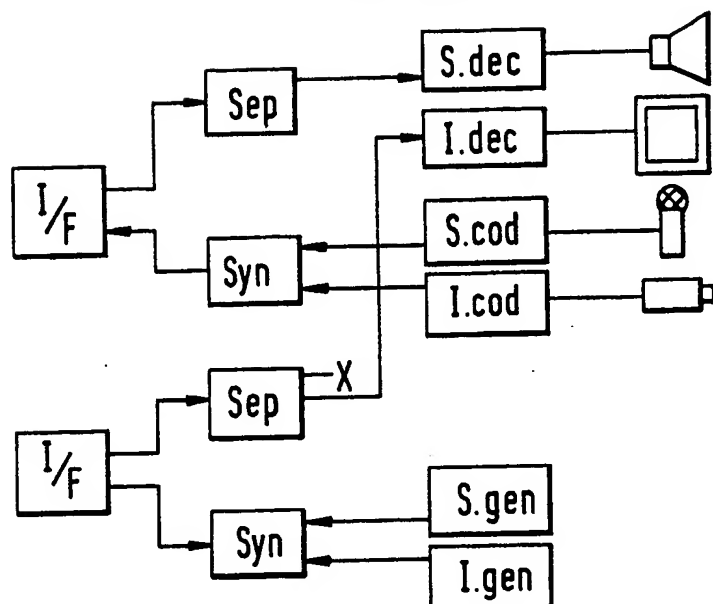 S.dec
Sep
I.dec
I/F
S.cod
Syn
I.cod
X
Sep
I/F
S.gen
Syn
I.gen